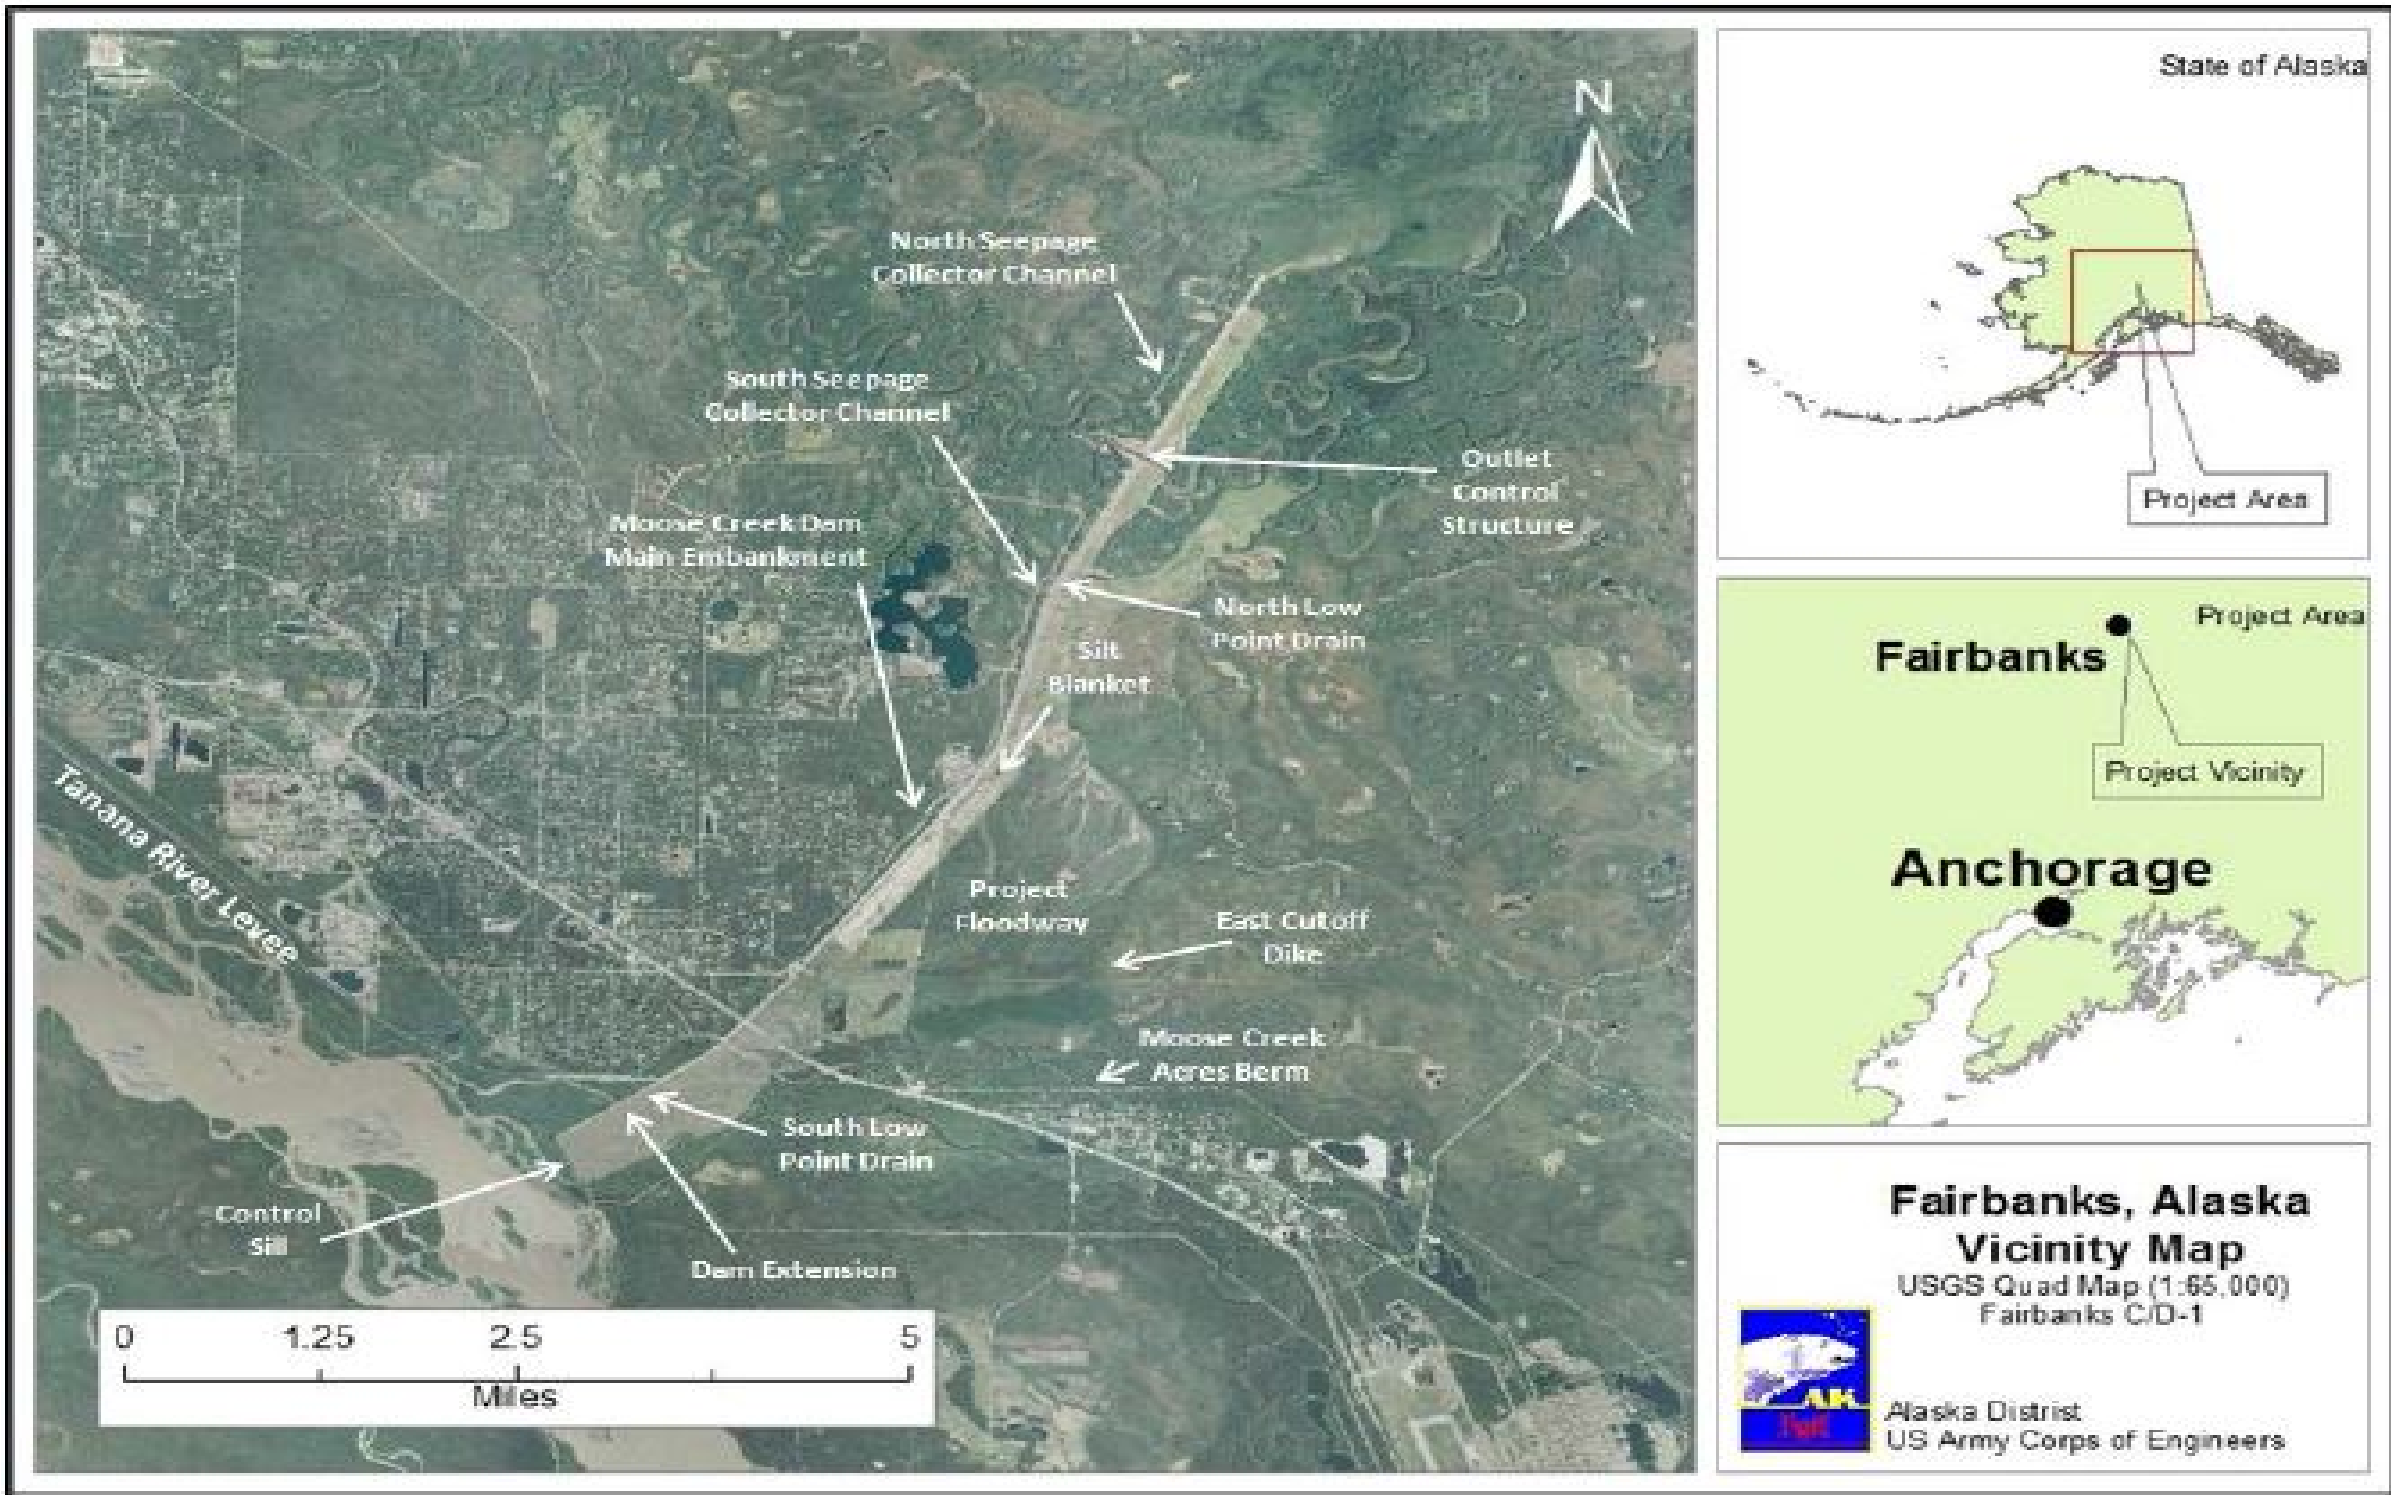 N
North Seepage
Collector Channel
South Seepage
Collector Channel
Outlet
Control
Structure
Moose Creek Dam
Main Embankment
North Low
Point Drain
Silt
Blanket
Tanana River Levee
Project
Floodway
East Cutoff
Dike
Moose Creek
Acres Berm
South Low
Point Drain
Control
Sill
Dam Extension
0 1.25 2.5 5
Miles
State of Alaska
Project Area
Project Area
Fairbanks
Project Vicinity
Anchorage
Fairbanks, Alaska
Vicinity Map
USGS Quad Map (1:65,000)
Fairbanks C/D-1
AK
Alaska District
US Army Corps of Engineers